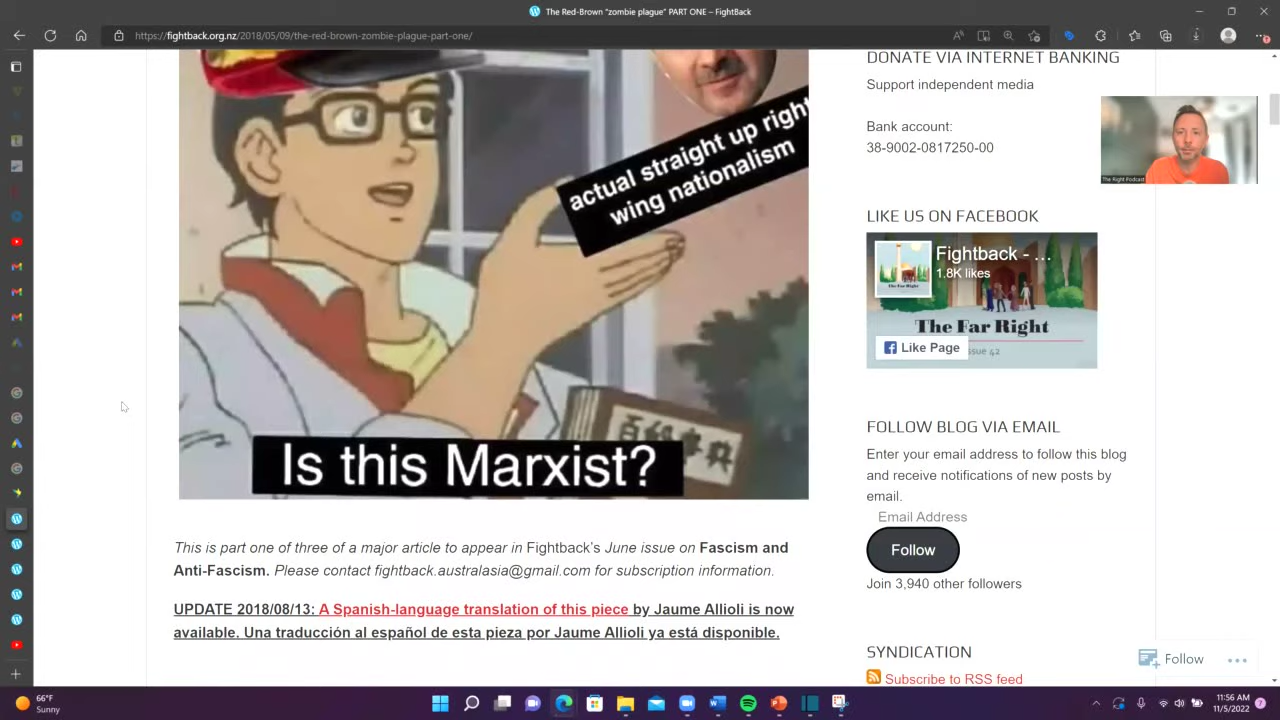 The Red-Brown "zombie plague" PART ONE – FightBack
https://fightback.org.nz/2018/05/09/the-red-brown-zombie-plague-part-one/
actual straight up right
wing nationalism
Is this Marxist?
This is part one of three of a major article to appear in Fightback's June issue on Fascism and
Anti-Fascism. Please contact fightback.australasia@gmail.com for subscription information.
UPDATE 2018/08/13: A Spanish-language translation of this piece by Jaume Allioli is now
available. Una traducción al español de esta pieza por Jaume Allioli ya está disponible.
DONATE VIA INTERNET BANKING
Support independent media
Bank account:
38-9002-0817250-00
The Right Podcast
LIKE US ON FACEBOOK
Fightback - ...
1.8K likes
The Far Right
Like Page
ssue 42
FOLLOW BLOG VIA EMAIL
Enter your email address to follow this blog
and receive notifications of new posts by
email.
Email Address
Follow
Join 3,940 other followers
SYNDICATION
Subscribe to RSS feed
Follow
66°F
Sunny
11:56 AM
11/5/2022